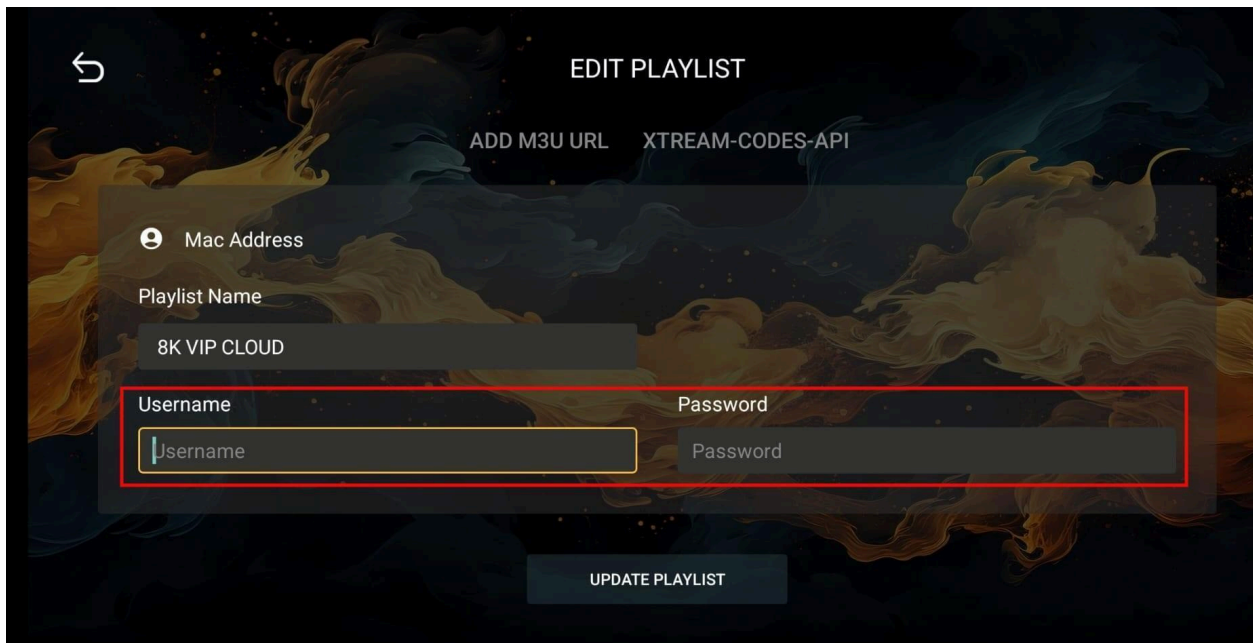 EDIT PLAYLIST
ADD M3U URL XTREAM-CODES-API
Mac Address
Playlist Name
8K VIP CLOUD
Username Password
Username Password
UPDATE PLAYLIST